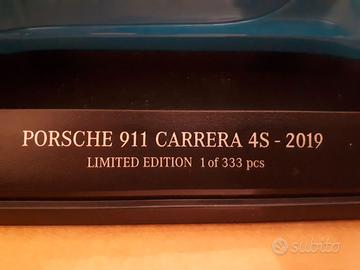 PORSCHE 911 CARRERA 4S - 2019
LIMITED EDITION 1 of 333 pcs
subito